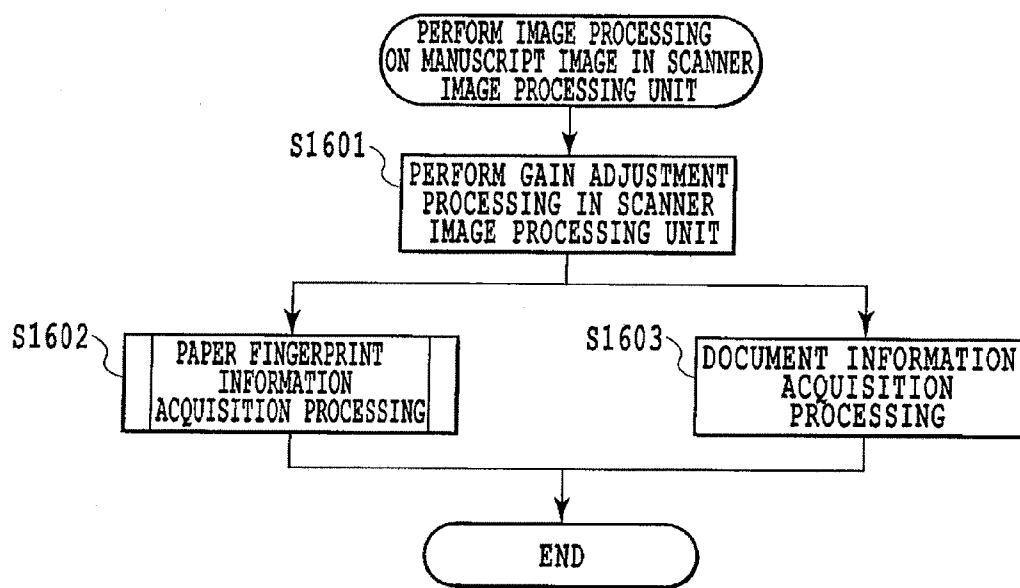 PERFORM IMAGE PROCESSING
ON MANUSCRIPT IMAGE IN SCANNER
IMAGE PROCESSING UNIT
S1601
PERFORM GAIN ADJUSTMENT
PROCESSING IN SCANNER
IMAGE PROCESSING UNIT
S1602
PAPER FINGERPRINT
INFORMATION
ACQUISITION PROCESSING
S1603
DOCUMENT INFORMATION
ACQUISITION
PROCESSING
END